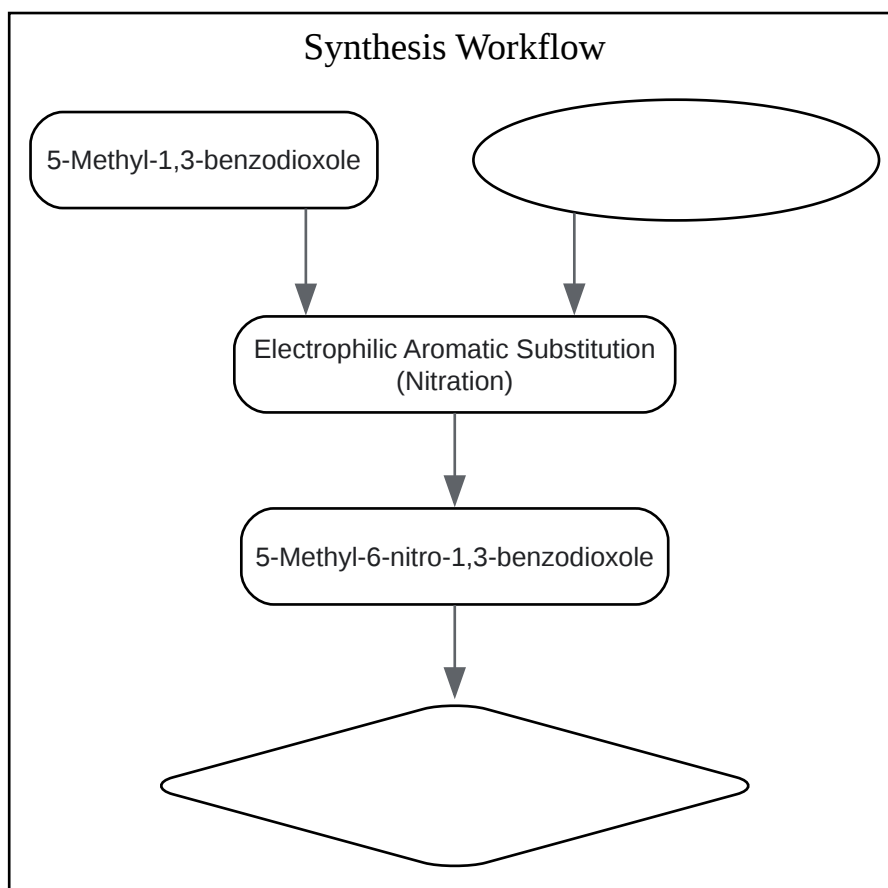 Synthesis Workflow
5-Methyl-1,3-benzodioxole
Electrophilic Aromatic Substitution
(Nitration)
5-Methyl-6-nitro-1,3-benzodioxole